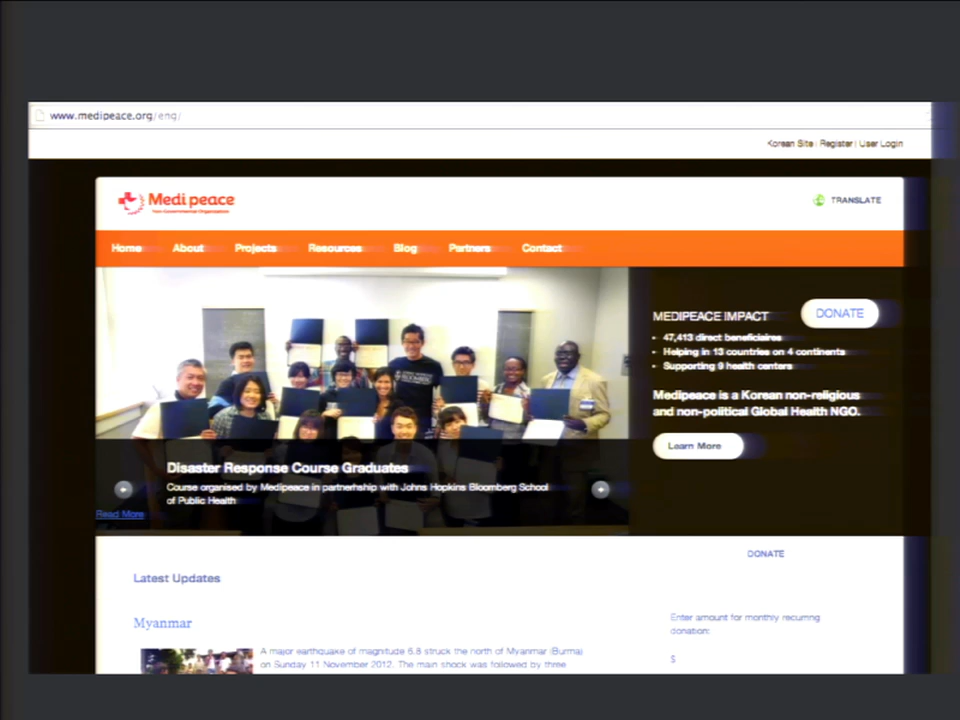 www.medipeace.org/eng/
Korean Site | Register | User Login
Medi peace
Non-Governmental Organization
TRANSLATE
Home About Projects Resources Blog Partners Contact
MEDIPEACE IMPACT
DONATE
• 47,413 direct beneficiaires
• Helping in 13 countries on 4 continents
• Supporting 9 health centers
Medipeace is a Korean non-religious
and non-political Global Health NGO.
Learn More
Disaster Response Course Graduates
Course organised by Medipeace in partnerhship with Johns Hopkins Bloomberg School
of Public Health
Read More
DONATE
Latest Updates
Myanmar
A major earthquake of magnitude 6.8 struck the north of Myanmar (Burma)
on Sunday 11 November 2012. The main shock was followed by three
Enter amount for monthly recurring
donation:
$